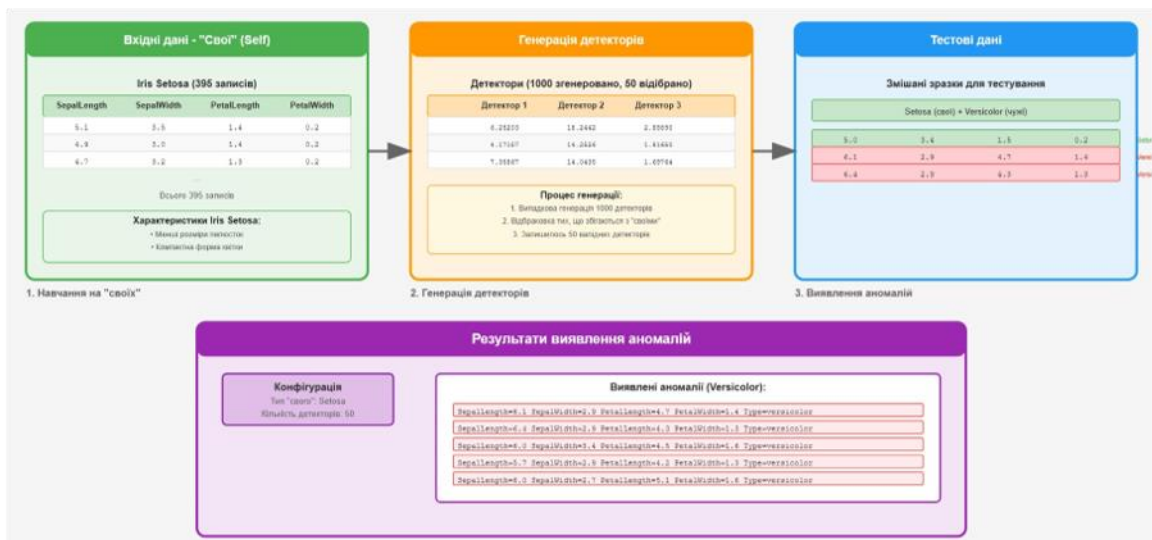 Вхідні дані - "Свої" (Self)
Iris Setosa (395 записів)
SepalLength SepalWidth PetalLength PetalWidth
5.1 3.5 1.4 0.2
4.9 3.0 1.4 0.2
4.7 3.2 1.3 0.2
...
Всього 395 записів
Характеристики Iris Setosa:
• Менші розміри пелюсток
• Компактна форма квітки
1. Навчання на "своїх"
Генерація детекторів
Детектори (1000 згенеровано, 50 відібрано)
Детектор 1 Детектор 2 Детектор 3
Процес генерації:
1. Випадкова генерація 1000 детекторів
2. Відбраковка тих, що збігаються з "своїми"
3. Залишилось 50 валідних детекторів
2. Генерація детекторів
Тестові дані
Змішані зразки для тестування
Setosa (свої) + Versicolor (чужі)
5.0 3.4 1.5 0.2
6.1 2.9 4.7 1.4
6.4 2.9 4.3 1.3
3. Виявлення аномалій
Результати виявлення аномалій
Конфігурація
Тип "свого": Setosa
Кількість детекторів: 50
Виявлені аномалії (Versicolor):
SepalLength=6.1 SepalWidth=2.9 PetalLength=4.7 PetalWidth=1.4 Type=versicolor
SepalLength=6.4 SepalWidth=2.9 PetalLength=4.3 PetalWidth=1.3 Type=versicolor
SepalLength=6.0 SepalWidth=3.4 PetalLength=4.5 PetalWidth=1.6 Type=versicolor
SepalLength=5.7 SepalWidth=2.8 PetalLength=4.2 PetalWidth=1.3 Type=versicolor
SepalLength=6.0 SepalWidth=2.7 PetalLength=5.1 PetalWidth=1.6 Type=versicolor